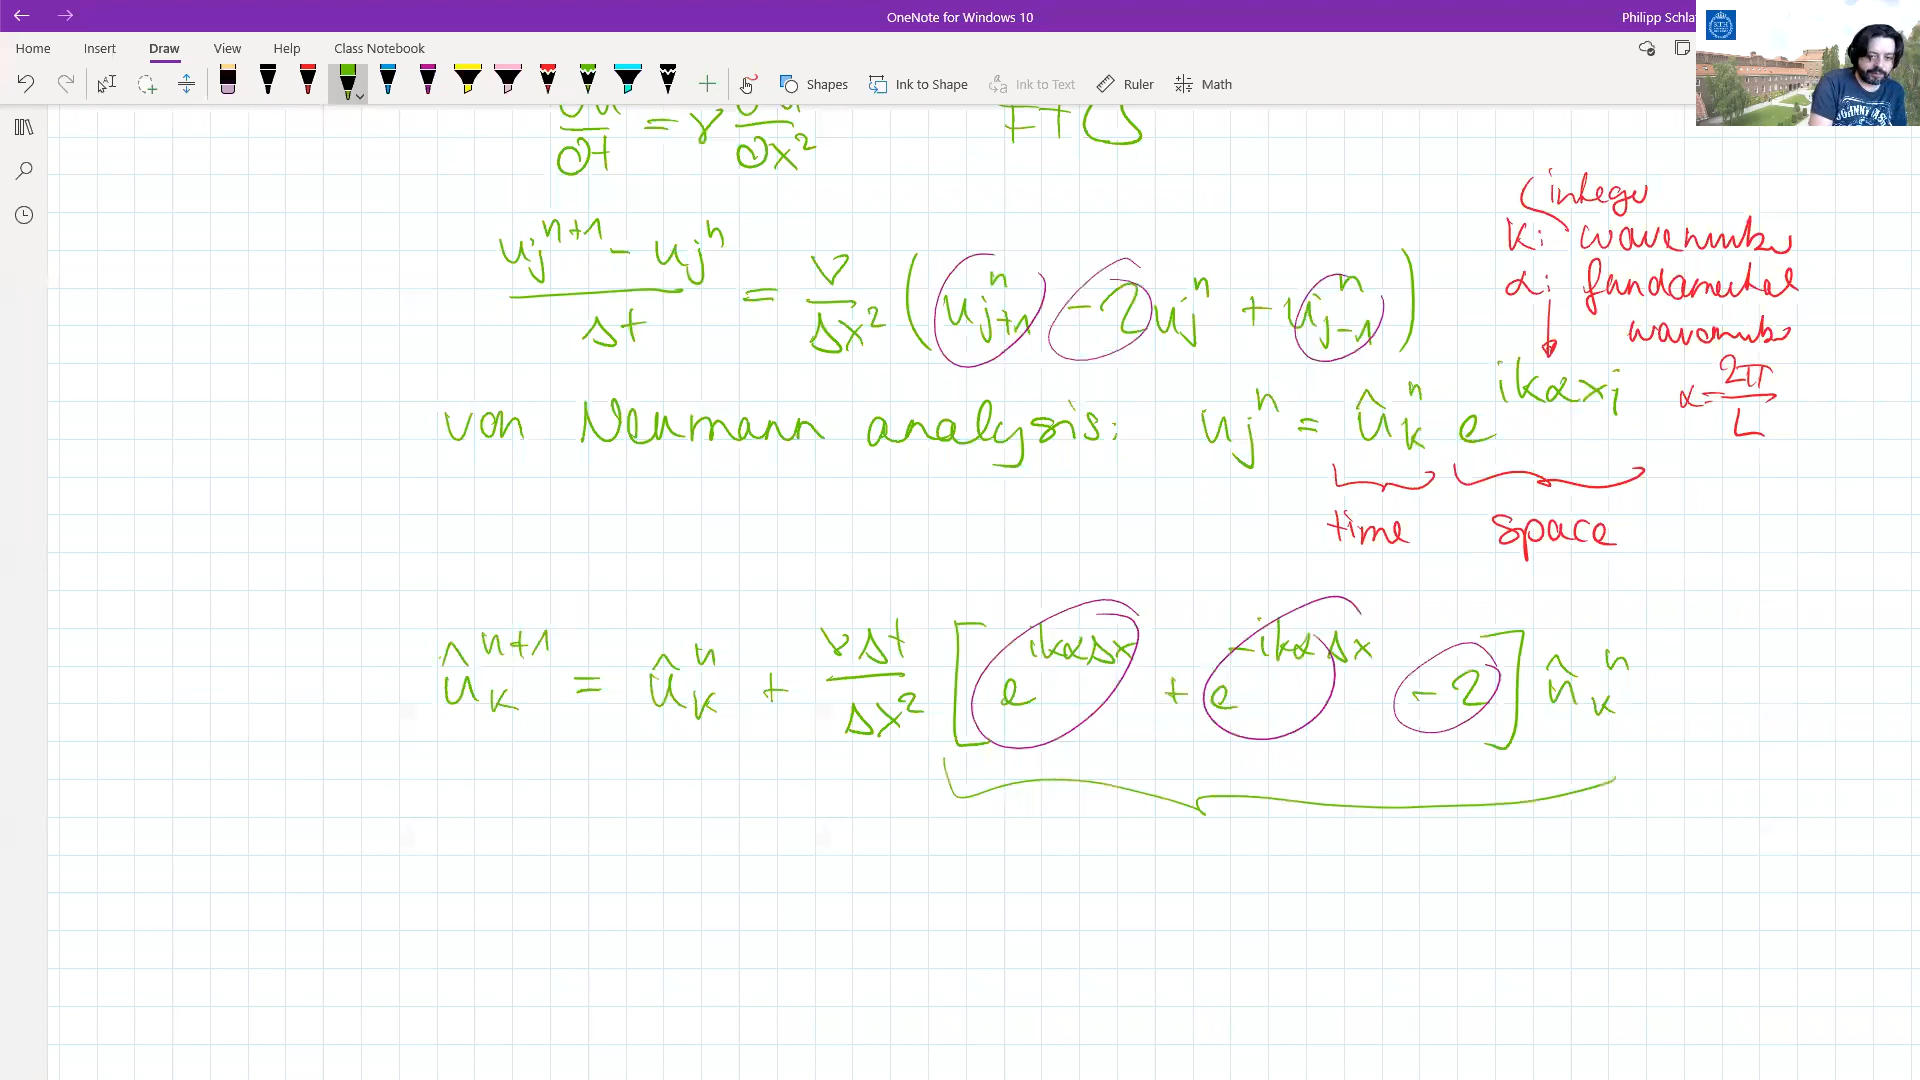 OneNote for Windows 10
Philipp Schla
Home Insert Draw View Help Class Notebook
Shapes Ink to Shape Ink to Text Ruler Math
∂u/∂t = ν ∂²u/∂x² FTCS
(integer
k: wavenumber
α: fundamental
wavenumber
α = 2π/L
(u_j^{n+1} - u_j^n)/Δt = ν/Δx² (u_{j+1}^n - 2u_j^n + u_{j-1}^n)
von Neumann analysis: u_j^n = û_k^n e^{ikαx_j}
time space
û_k^{n+1} = û_k^n + νΔt/Δx² [e^{ikαΔx} + e^{-ikαΔx} - 2] û_k^n